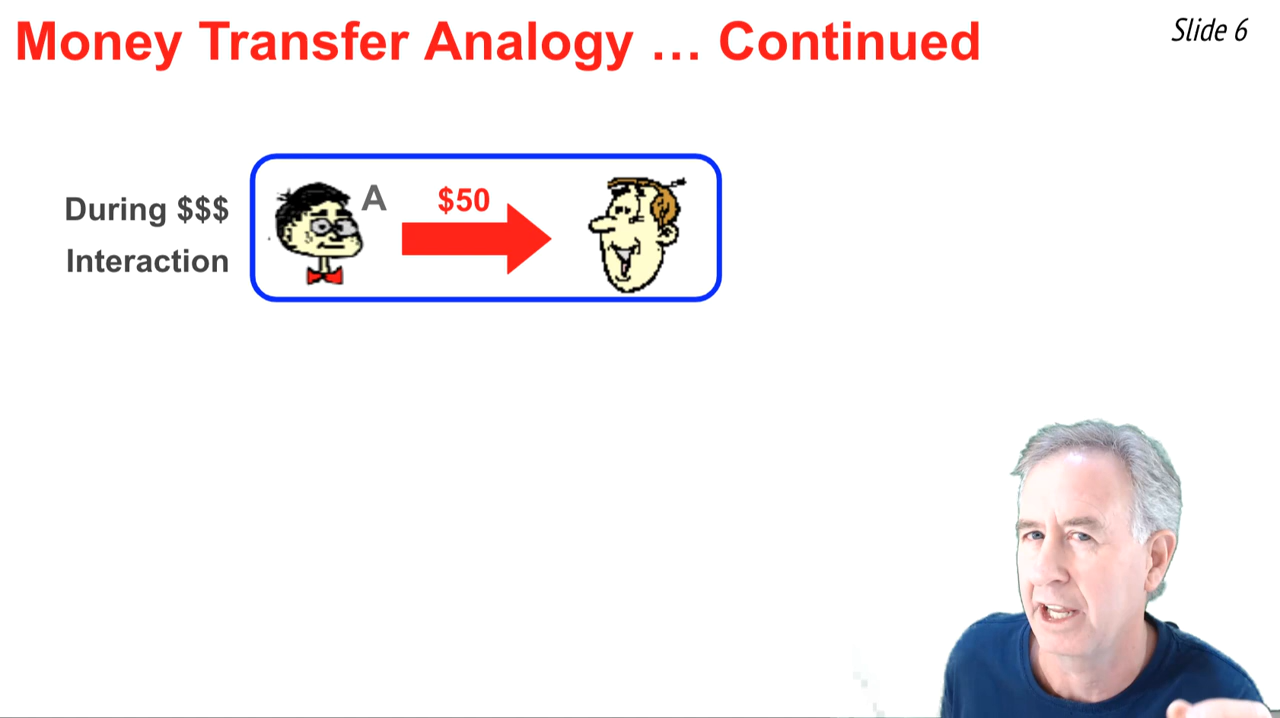 Money Transfer Analogy … Continued
Slide 6
During $$$
Interaction
A
$50